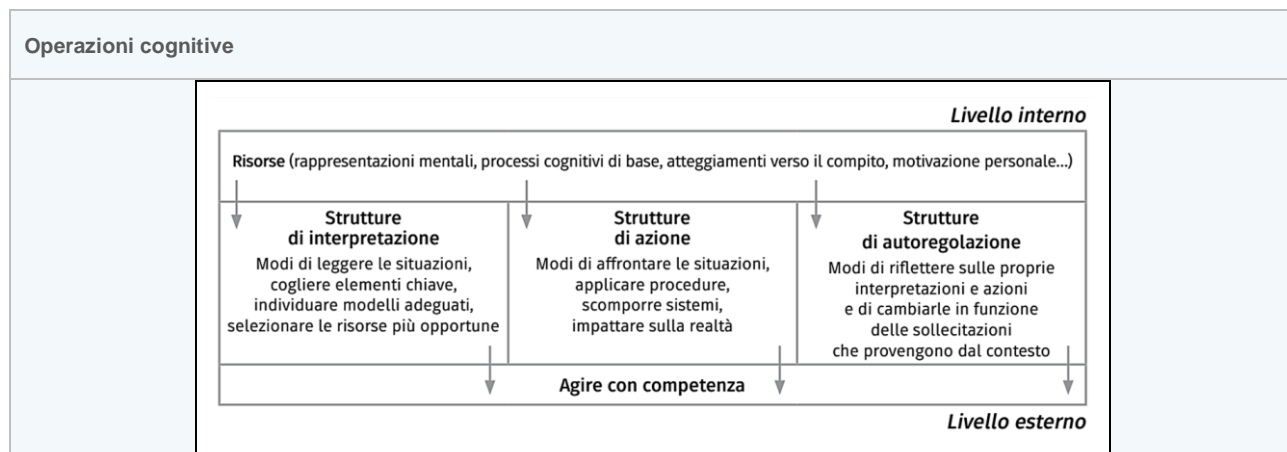 Operazioni cognitive
Livello interno
Risorse (rappresentazioni mentali, processi cognitivi di base, atteggiamenti verso il compito, motivazione personale...)
Strutture
di interpretazione
Modi di leggere le situazioni,
cogliere elementi chiave,
individuare modelli adeguati,
selezionare le risorse più opportune
Strutture
di azione
Modi di affrontare le situazioni,
applicare procedure,
scomporre sistemi,
impattare sulla realtà
Strutture
di autoregolazione
Modi di riflettere sulle proprie
interpretazioni e azioni
e di cambiarle in funzione
delle sollecitazioni
che provengono dal contesto
Agire con competenza
Livello esterno